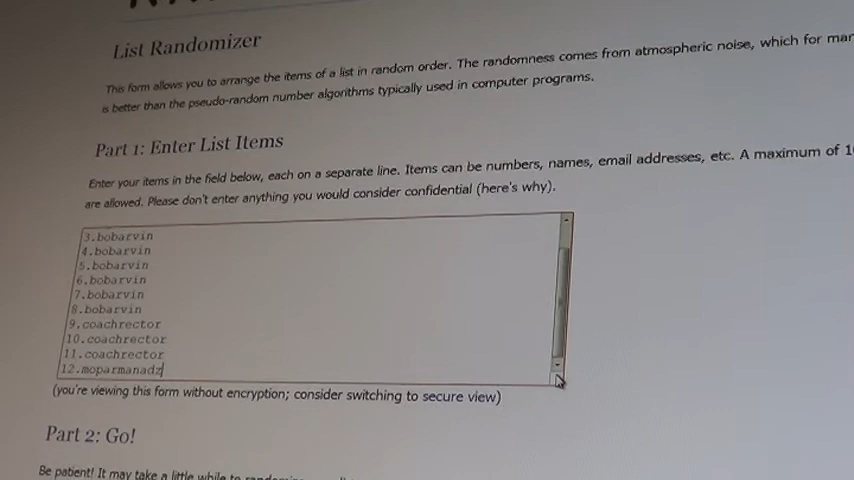 List Randomizer
This form allows you to arrange the items of a list in random order. The randomness comes from atmospheric noise, which for
is better than the pseudo-random number algorithms typically used in computer programs.
Part 1: Enter List Items
Enter your items in the field below, each on a separate line. Items can be numbers, names, email addresses, etc. A maximum of
are allowed. Please don't enter anything you would consider confidential (here's why).
3.bobarvin
4.bobarvin
5.bobarvin
6.bobarvin
7.bobarvin
8.bobarvin
9.coachrector
10.coachrector
11.coachrector
12.moparmanadz
(you're viewing this form without encryption; consider switching to secure view)
Part 2: Go!
Be patient! It may take a little while to